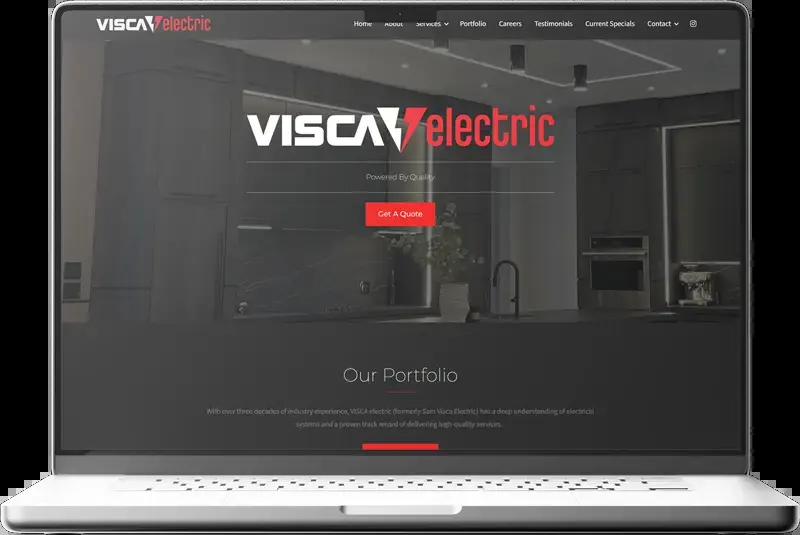 VISCA electric
Home About Services Portfolio Careers Testimonials Current Specials Contact
VISCA electric
Powered By Quality
Get A Quote
Our Portfolio
With over three decades of industry experience, VISCA electric (formerly Sam Visca Electric) has a deep understanding of electrical
systems and a proven track record of delivering high-quality services.